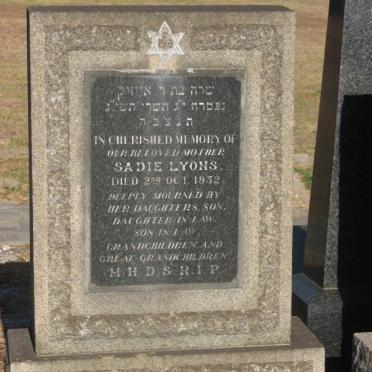 שרה בת ר׳ אייזיק
נפטרה י״ג תשרי תשי״ג
ת נ צ ב ה
IN CHERISHED MEMORY OF
OUR BELOVED MOTHER
SADIE LYONS.
DIED 2ND OCT. 1952.
DEEPLY MOURNED BY
HER DAUGHTERS, SON,
DAUGHTER IN LAW,
SON IN LAW,
GRANDCHILDREN AND
GREAT GRANDCHILDREN
M.H.D.S.R.I.P.